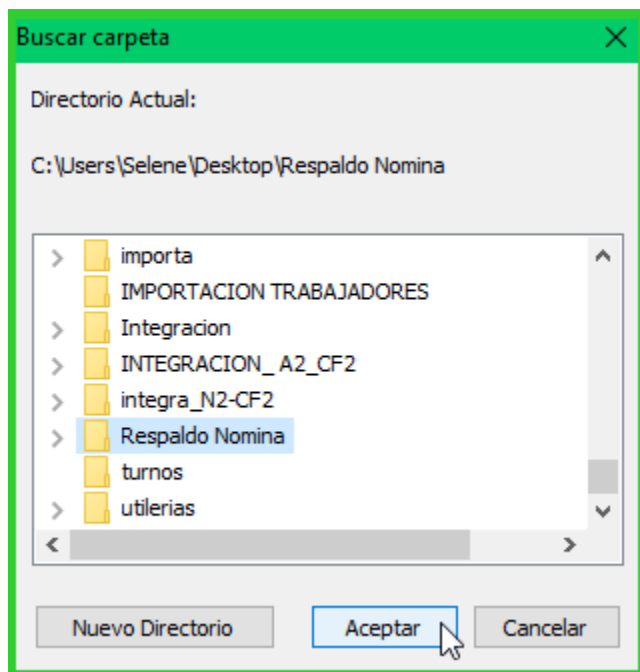 Buscar carpeta
Directorio Actual:
C:\Users\Selene\Desktop\Respaldo Nomina
importa
IMPORTACION TRABAJADORES
Integracion
INTEGRACION_ A2_CF2
integra_N2-CF2
Respaldo Nomina
turnos
utilerias
Nuevo Directorio Aceptar Cancelar